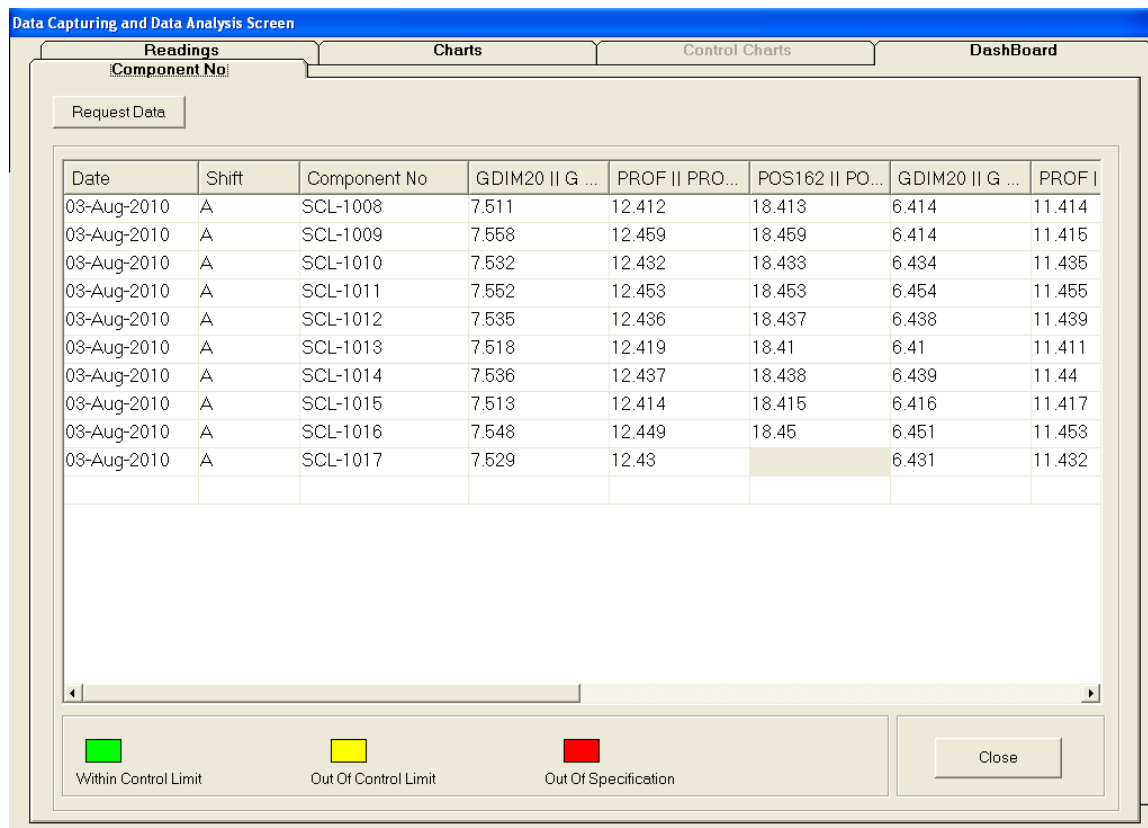 Data Capturing and Data Analysis Screen
Readings Charts Control Charts DashBoard
Component No
Request Data
Date Shift Component No GDIM20 || G ... PROF || PRO... POS162 || PO... GDIM20 || G ... PROF |
03-Aug-2010 A SCL-1008 7.511 12.412 18.413 6.414 11.414
03-Aug-2010 A SCL-1009 7.558 12.459 18.459 6.414 11.415
03-Aug-2010 A SCL-1010 7.532 12.432 18.433 6.434 11.435
03-Aug-2010 A SCL-1011 7.552 12.453 18.453 6.454 11.455
03-Aug-2010 A SCL-1012 7.535 12.436 18.437 6.438 11.439
03-Aug-2010 A SCL-1013 7.518 12.419 18.41 6.41 11.411
03-Aug-2010 A SCL-1014 7.536 12.437 18.438 6.439 11.44
03-Aug-2010 A SCL-1015 7.513 12.414 18.415 6.416 11.417
03-Aug-2010 A SCL-1016 7.548 12.449 18.45 6.451 11.453
03-Aug-2010 A SCL-1017 7.529 12.43 6.431 11.432
Within Control Limit Out Of Control Limit Out Of Specification Close